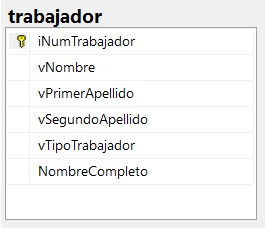 trabajador
iNumTrabajador
vNombre
vPrimerApellido
vSegundoApellido
vTipoTrabajador
NombreCompleto